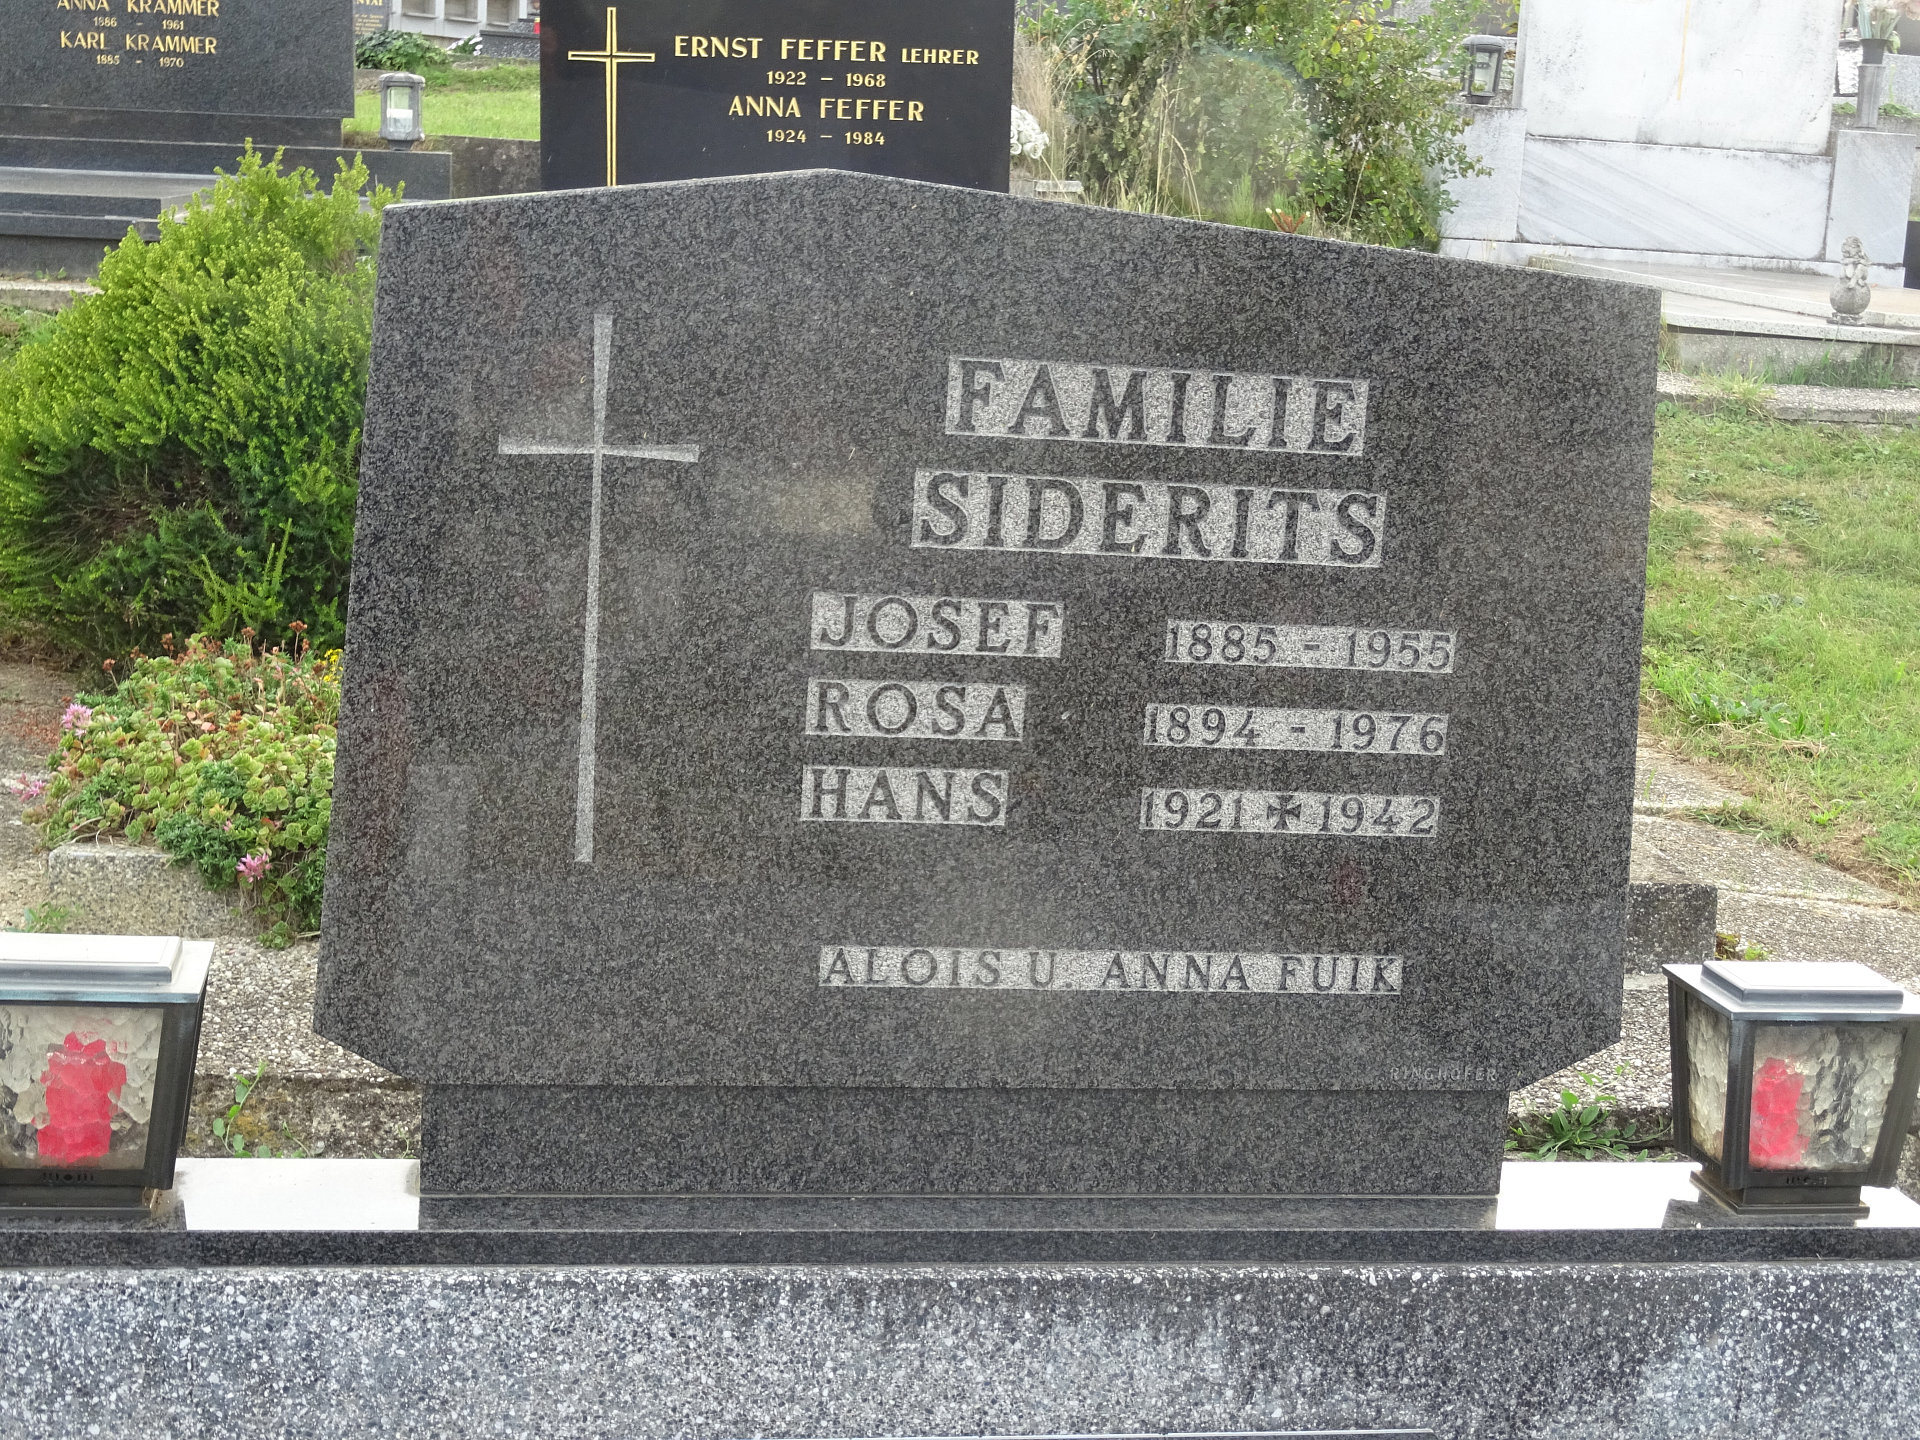 ANNA KRAMMER
1886 - 1961
KARL KRAMMER
1885 - 1970
ERNST FEFFER LEHRER
1922 - 1968
ANNA FEFFER
1924 - 1984
FAMILIE
SIDERITS
JOSEF 1885 - 1955
ROSA 1894 - 1976
HANS 1921 ✠ 1942
ALOIS U. ANNA FUIK
RINGHOFER